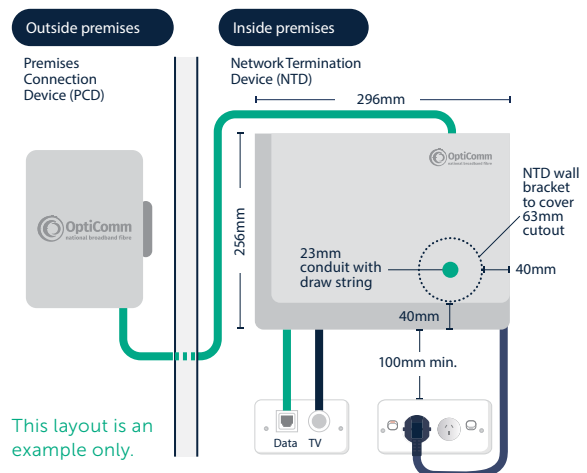 Outside premises
Inside premises
Premises
Connection
Device (PCD)
Network Termination
Device (NTD)
296mm
OptiComm
national broadband fibre
NTD wall
bracket
to cover
63mm
cutout
256mm
OptiComm
national broadband fibre
23mm
conduit with
draw string
40mm
40mm
100mm min.
This layout is an
example only.
Data TV